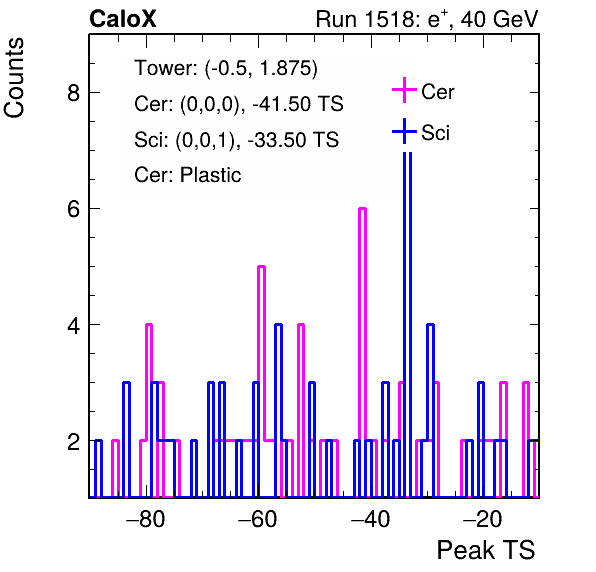 CaloX Run 1518: e+, 40 GeV
Counts
Tower: (-0.5, 1.875)
Cer: (0,0,0), -41.50 TS
Sci: (0,0,1), -33.50 TS
Cer: Plastic
Cer
Sci
8
6
4
2
−80 −60 −40 −20
Peak TS